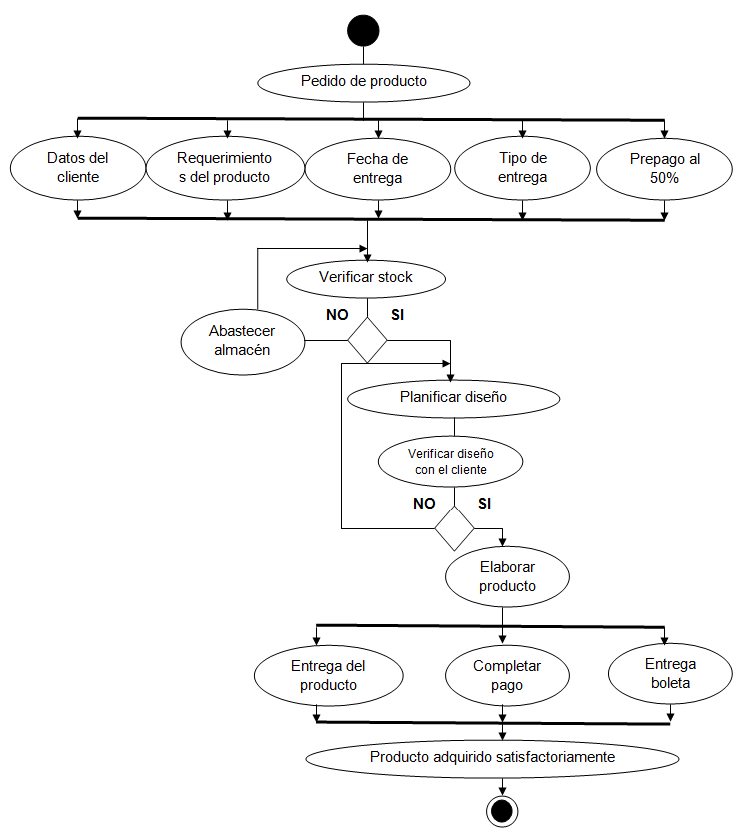 Pedido de producto
Datos del
cliente
Requerimiento
s del producto
Fecha de
entrega
Tipo de
entrega
Prepago al
50%
Verificar stock
NO
SI
Abastecer
almacén
Planificar diseño
Verificar diseño
con el cliente
NO
SI
Elaborar
producto
Entrega del
producto
Completar
pago
Entrega
boleta
Producto adquirido satisfactoriamente